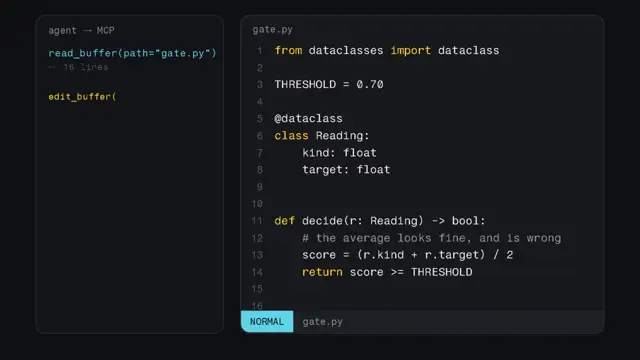 agent → MCP
read_buffer(path="gate.py")
← 16 lines
edit_buffer(
gate.py
1 from dataclasses import dataclass
2
3 THRESHOLD = 0.70
4
5 @dataclass
6 class Reading:
7 kind: float
8 target: float
9
10
11 def decide(r: Reading) -> bool:
12 # the average looks fine, and is wrong
13 score = (r.kind + r.target) / 2
14 return score >= THRESHOLD
15
16
NORMAL gate.py